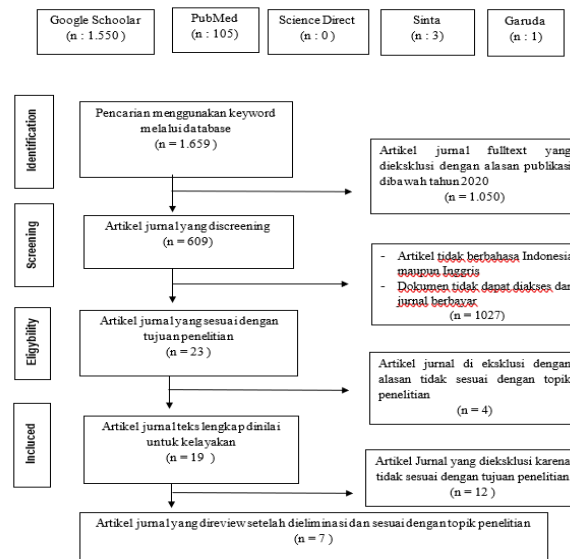 Google Schoolar
(n : 1.550 )
PubMed
(n : 105)
Science Direct
(n : 0 )
Sinta
(n : 3)
Garuda
(n : 1)
Identification
Pencarian menggunakan keyword
melalui database
(n = 1.659 )
Artikel jurnal fulltext yang
dieksklusi dengan alasan publikasi
dibawah tahun 2020
(n = 1.050)
Screening
Artikel jurnal yang discreening
(n = 609)
- Artikel tidak berbahasa Indonesia
maupun Inggris
- Dokumen tidak dapat diakses dan
jurnal berbayar
(n = 1027)
Eligybility
Artikel jurnal yang sesuai dengan
tujuan penelitian
(n = 23 )
Artikel jurnal di eksklusi dengan
alasan tidak sesuai dengan topik
penelitian
(n = 4)
Incluced
Artikel jurnal teks lengkap dinilai
untuk kelayakan
(n = 19 )
Artikel Jurnal yang dieksklusi karena
tidak sesuai dengan tujuan penelitian
(n = 12 )
Artikel jurnal yang direview setelah dieliminasi dan sesuai dengan topik penelitian
(n = 7 )